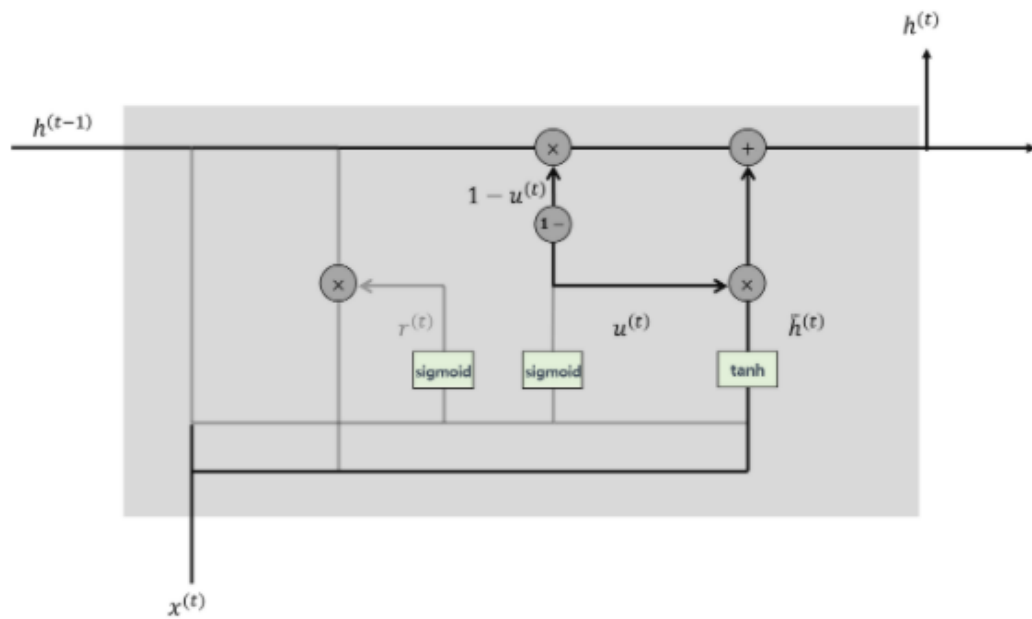 h^(t)
h^(t−1)
×
+
1 − u^(t)
1 −
×
×
r^(t)
u^(t)
h̃^(t)
sigmoid
sigmoid
tanh
x^(t)